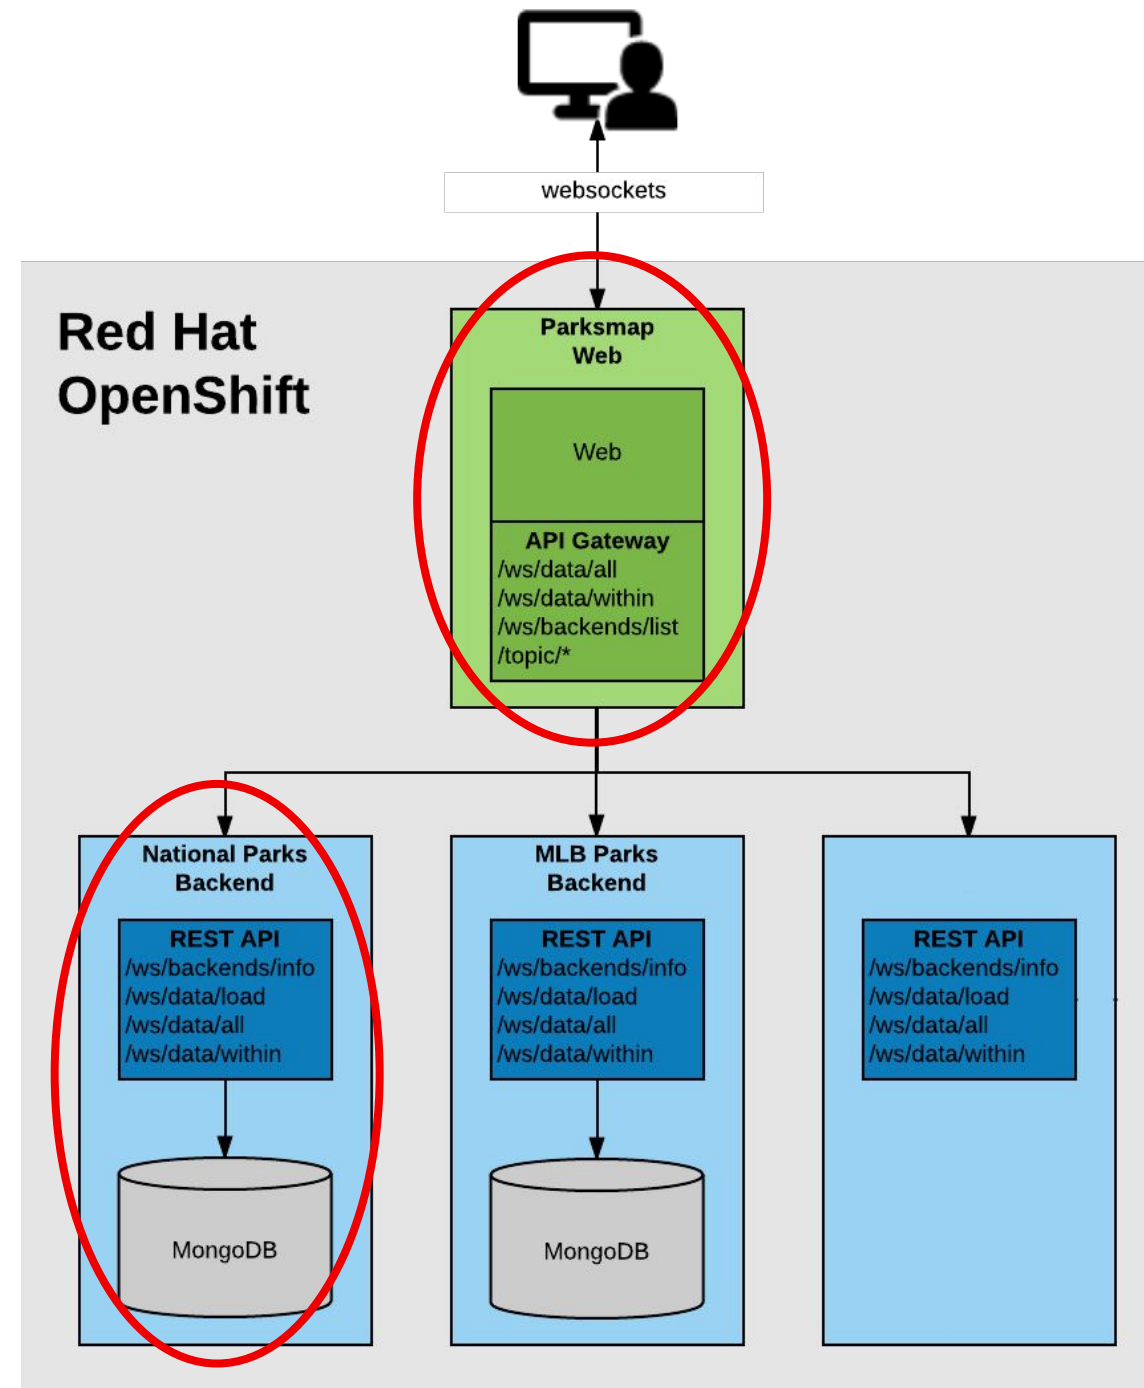 websockets
Red Hat
OpenShift
Parksmap
Web
Web
API Gateway
/ws/data/all
/ws/data/within
/ws/backends/list
/topic/*
National Parks
Backend
REST API
/ws/backends/info
/ws/data/load
/ws/data/all
/ws/data/within
MongoDB
MLB Parks
Backend
REST API
/ws/backends/info
/ws/data/load
/ws/data/all
/ws/data/within
MongoDB
REST API
/ws/backends/info
/ws/data/load
/ws/data/all
/ws/data/within